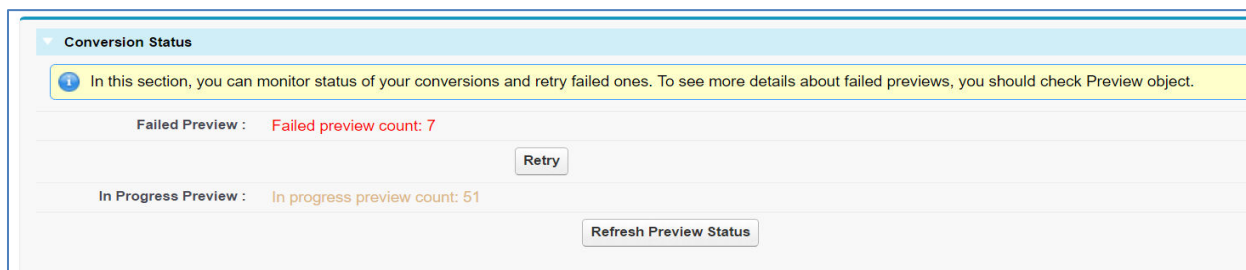 Conversion Status
In this section, you can monitor status of your conversions and retry failed ones. To see more details about failed previews, you should check Preview object.
Failed Preview : Failed preview count: 7
Retry
In Progress Preview : In progress preview count: 51
Refresh Preview Status